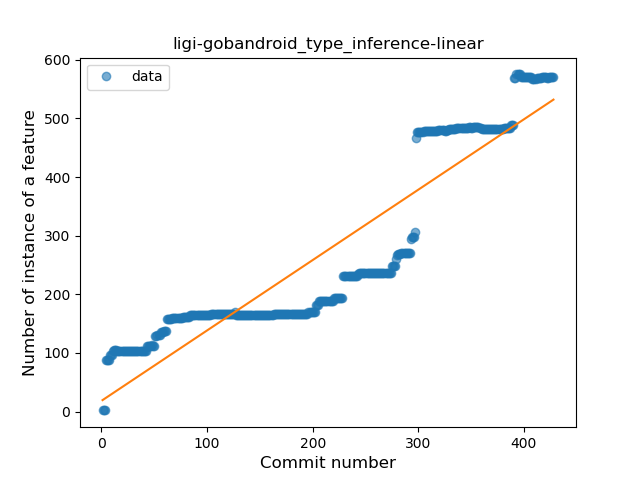 ligi-gobandroid_type_inference-linear
data
Number of instance of a feature
600
500
400
300
200
100
0
0 100 200 300 400
Commit number